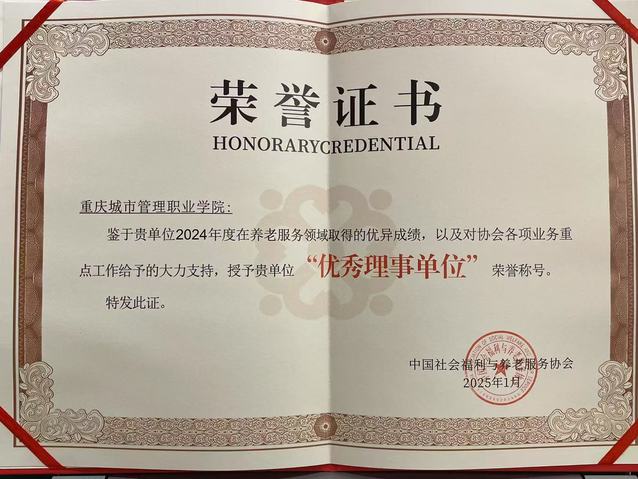 荣誉证书
HONORARYCREDENTIAL
重庆城市管理职业学院:
鉴于贵单位2024年度在养老服务领域取得的优异成绩，以及对协会各项业务重
点工作给予的大力支持，授予贵单位“优秀理事单位”荣誉称号。
特发此证。
中国社会福利与养老服务协会
2025年1月